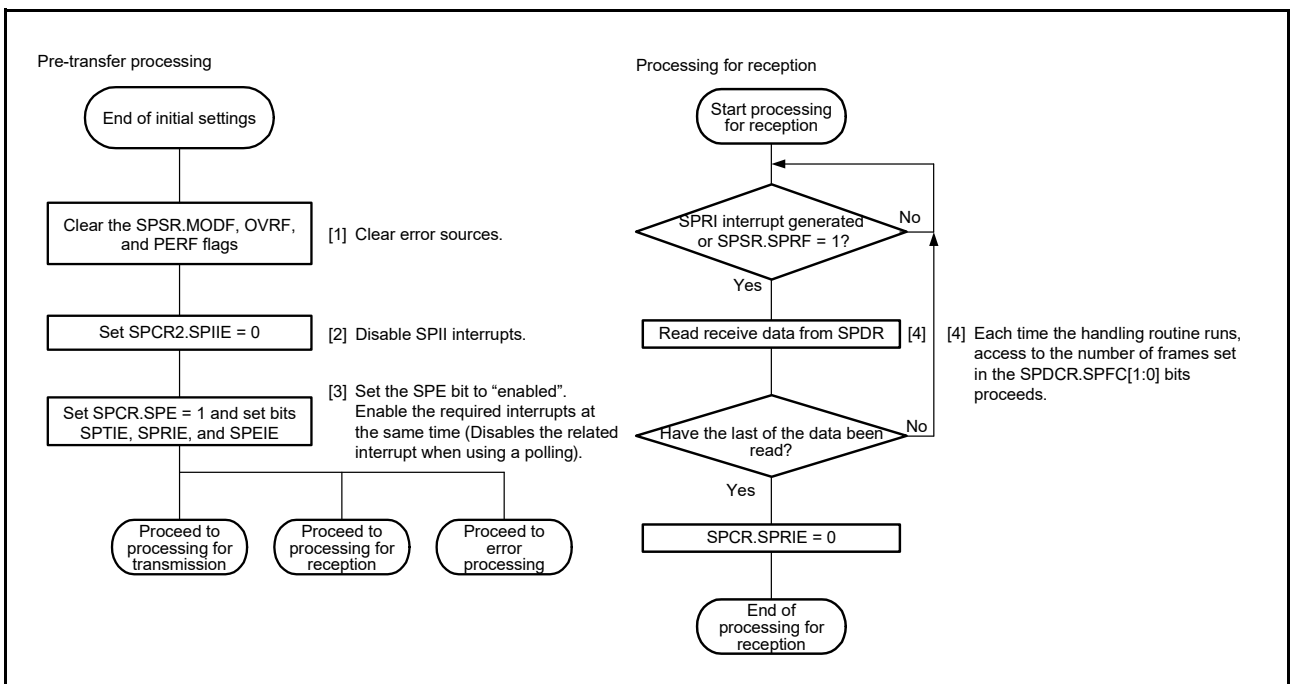 Pre-transfer processing
End of initial settings
Clear the SPSR.MODF, OVRF,
and PERF flags
[1] Clear error sources.
Set SPCR2.SPIIE = 0
[2] Disable SPII interrupts.
Set SPCR.SPE = 1 and set bits
SPTIE, SPRIE, and SPEIE
[3] Set the SPE bit to “enabled”.
Enable the required interrupts at
the same time (Disables the related
interrupt when using a polling).
Proceed to
processing for
transmission
Proceed to
processing for
reception
Proceed to
error
processing
Processing for reception
Start processing
for reception
SPRI interrupt generated
or SPSR.SPRF = 1?
No
Yes
Read receive data from SPDR
[4]
[4] Each time the handling routine runs,
access to the number of frames set
in the SPDCR.SPFC[1:0] bits
proceeds.
Have the last of the data been
read?
No
Yes
SPCR.SPRIE = 0
End of
processing for
reception